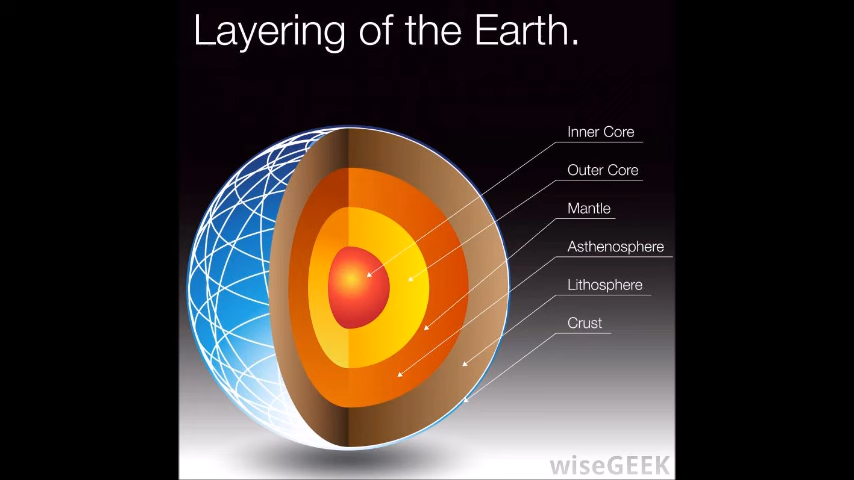 Layering of the Earth.
Inner Core
Outer Core
Mantle
Asthenosphere
Lithosphere
Crust
wiseGEEK